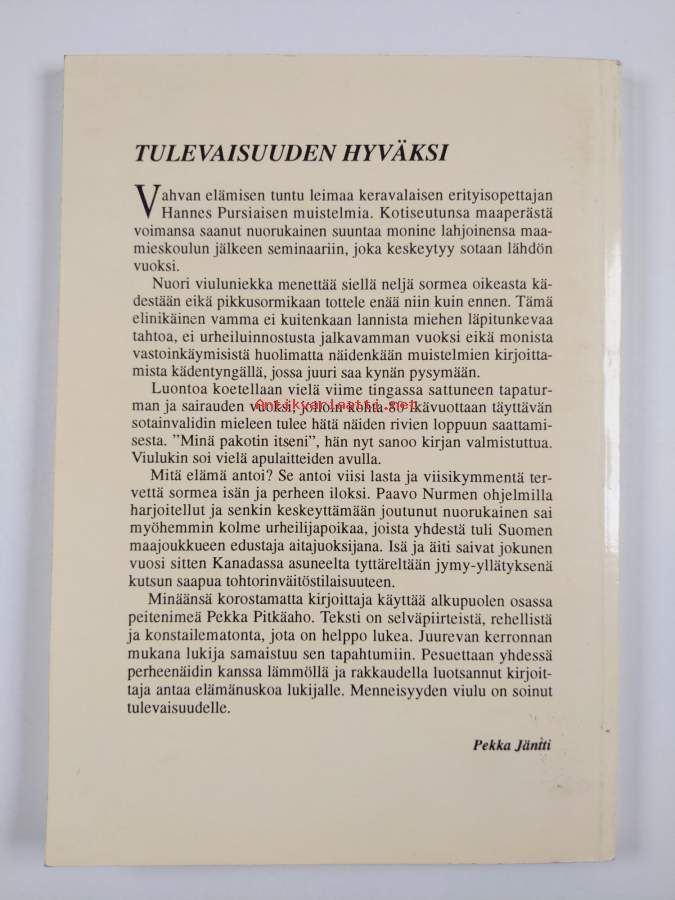 TULEVAISUUDEN HYVÄKSI
Vahvan elämisen tuntu leimaa keravalaisen erityisopettajan
Hannes Pursiaisen muistelmia. Kotiseutunsa maaperästä
voimansa saanut nuorukainen suuntaa monine lahjoinensa maa-
mieskoulun jälkeen seminaariin, joka keskeytyy sotaan lähdön
vuoksi.
Nuori viuluniekka menettää siellä neljä sormea oikeasta kä-
destään eikä pikkusormikaan tottele enää niin kuin ennen. Tämä
elinikäinen vamma ei kuitenkaan lannista miehen läpitunkevaa
tahtoa, ei urheiluinnostusta jalkavamman vuoksi eikä monista
vastoinkäymisistä huolimatta näidenkään muistelmien kirjoitta-
mista kädentyngällä, jossa juuri saa kynän pysymään.
Luontoa koetellaan vielä viime tingassa sattuneen tapatur-
man ja sairauden vuoksi, jolloin kohta 80 ikävuottaan täyttävän
Antikvariaatti.net
sotainvalidin mieleen tulee hätä näiden rivien loppuun saattami-
sesta. ”Minä pakotin itseni”, hän nyt sanoo kirjan valmistuttua.
Viulukin soi vielä apulaitteiden avulla.
Mitä elämä antoi? Se antoi viisi lasta ja viisikymmentä ter-
vettä sormea isän ja perheen iloksi. Paavo Nurmen ohjelmilla
harjoitellut ja senkin keskeyttämään joutunut nuorukainen sai
myöhemmin kolme urheilijapoikaa, joista yhdestä tuli Suomen
maajoukkueen edustaja aitajuoksijana. Isä ja äiti saivat jokunen
vuosi sitten Kanadassa asuneelta tyttäreltään jymy-yllätyksenä
kutsun saapua tohtorinväitöstilaisuuteen.
Minäänsä korostamatta kirjoittaja käyttää alkupuolen osassa
peitenimeä Pekka Pitkäaho. Teksti on selväpiirteistä, rehellistä
ja konstailematonta, jota on helppo lukea. Juurevan kerronnan
mukana lukija samaistuu sen tapahtumiin. Pesuettaan yhdessä
perheenäidin kanssa lämmöllä ja rakkaudella luotsannut kirjoit-
taja antaa elämänuskoa lukijalle. Menneisyyden viulu on soinut
tulevaisuudelle.
Pekka Jäntti